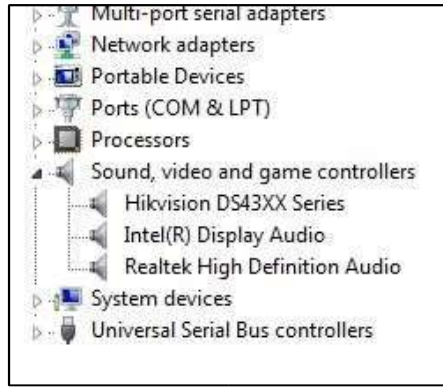 Multi-port serial adapters
Network adapters
Portable Devices
Ports (COM & LPT)
Processors
Sound, video and game controllers
Hikvision DS43XX Series
Intel(R) Display Audio
Realtek High Definition Audio
System devices
Universal Serial Bus controllers